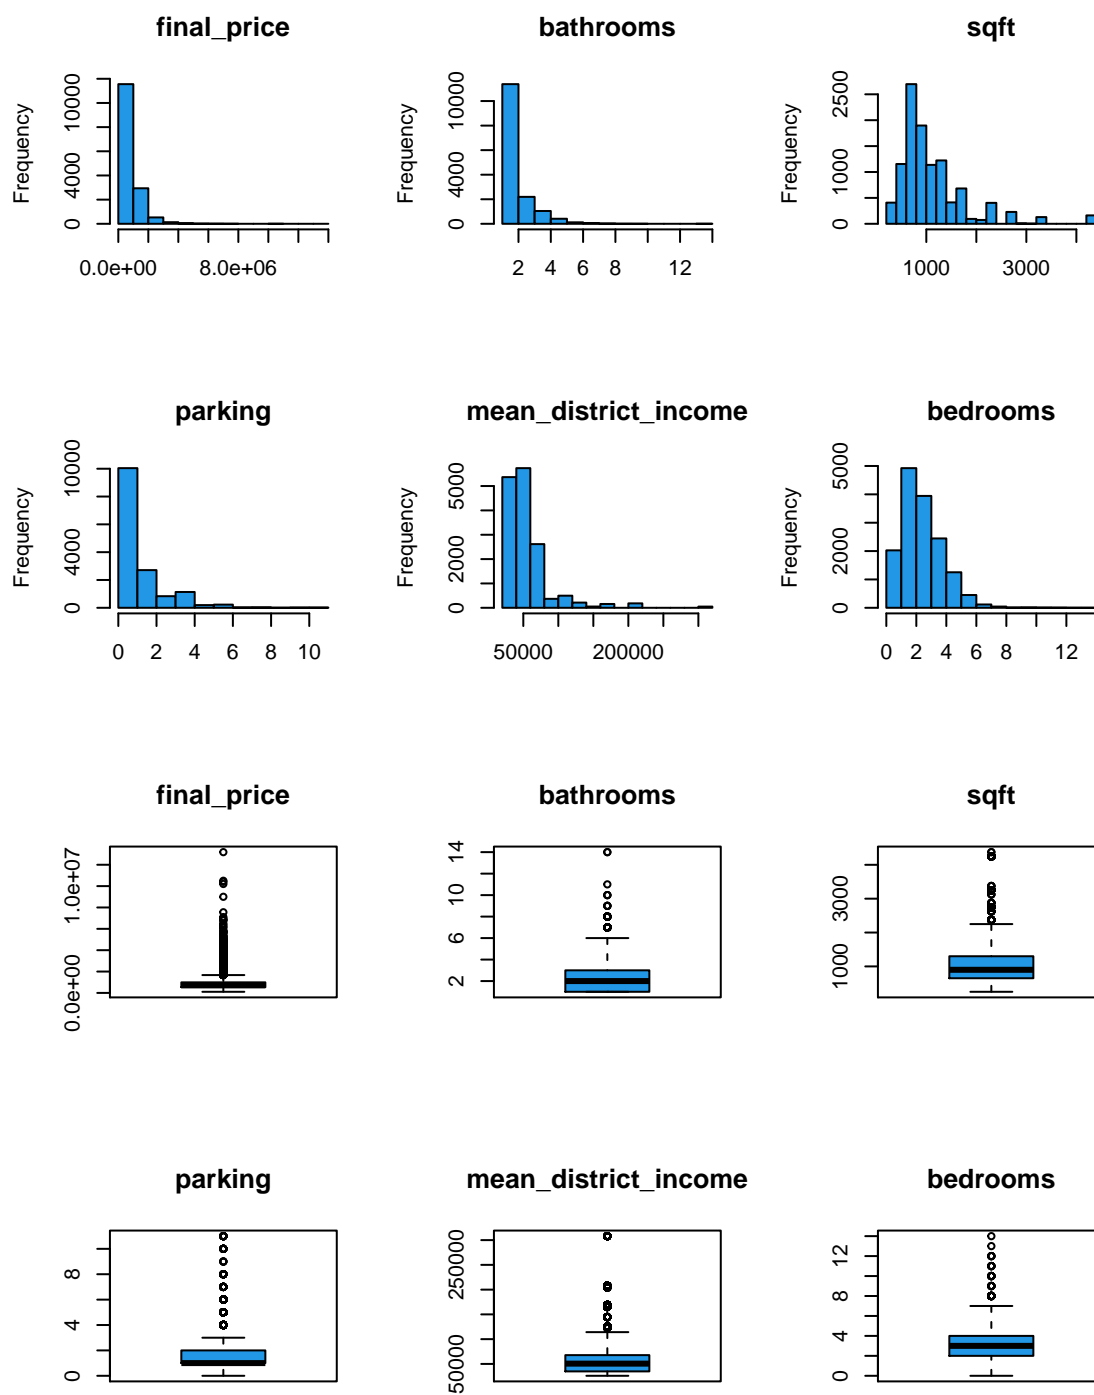 final_price bathrooms sqft
Frequency
0 4000 10000
0.0e+00 8.0e+06
0 4000 10000
2 4 6 8 12
Frequency
0 1000 2500
1000 3000
parking mean_district_income bedrooms
Frequency
0 4000 10000
0 2 4 6 8 10
Frequency
0 2000 5000
50000 200000
Frequency
0 2000 5000
0 2 4 6 8 12
final_price bathrooms sqft
0.0e+00 1.0e+07
2 6 10 14
1000 3000
parking mean_district_income bedrooms
0 4 8
50000 250000
0 4 8 12